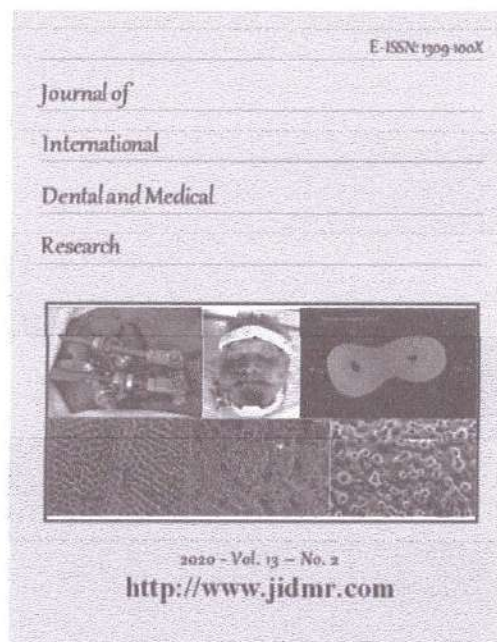 E-ISSN: 1309-100X
Journal of
International
Dental and Medical
Research
2020 - Vol. 13 – No. 2
http://www.jidmr.com